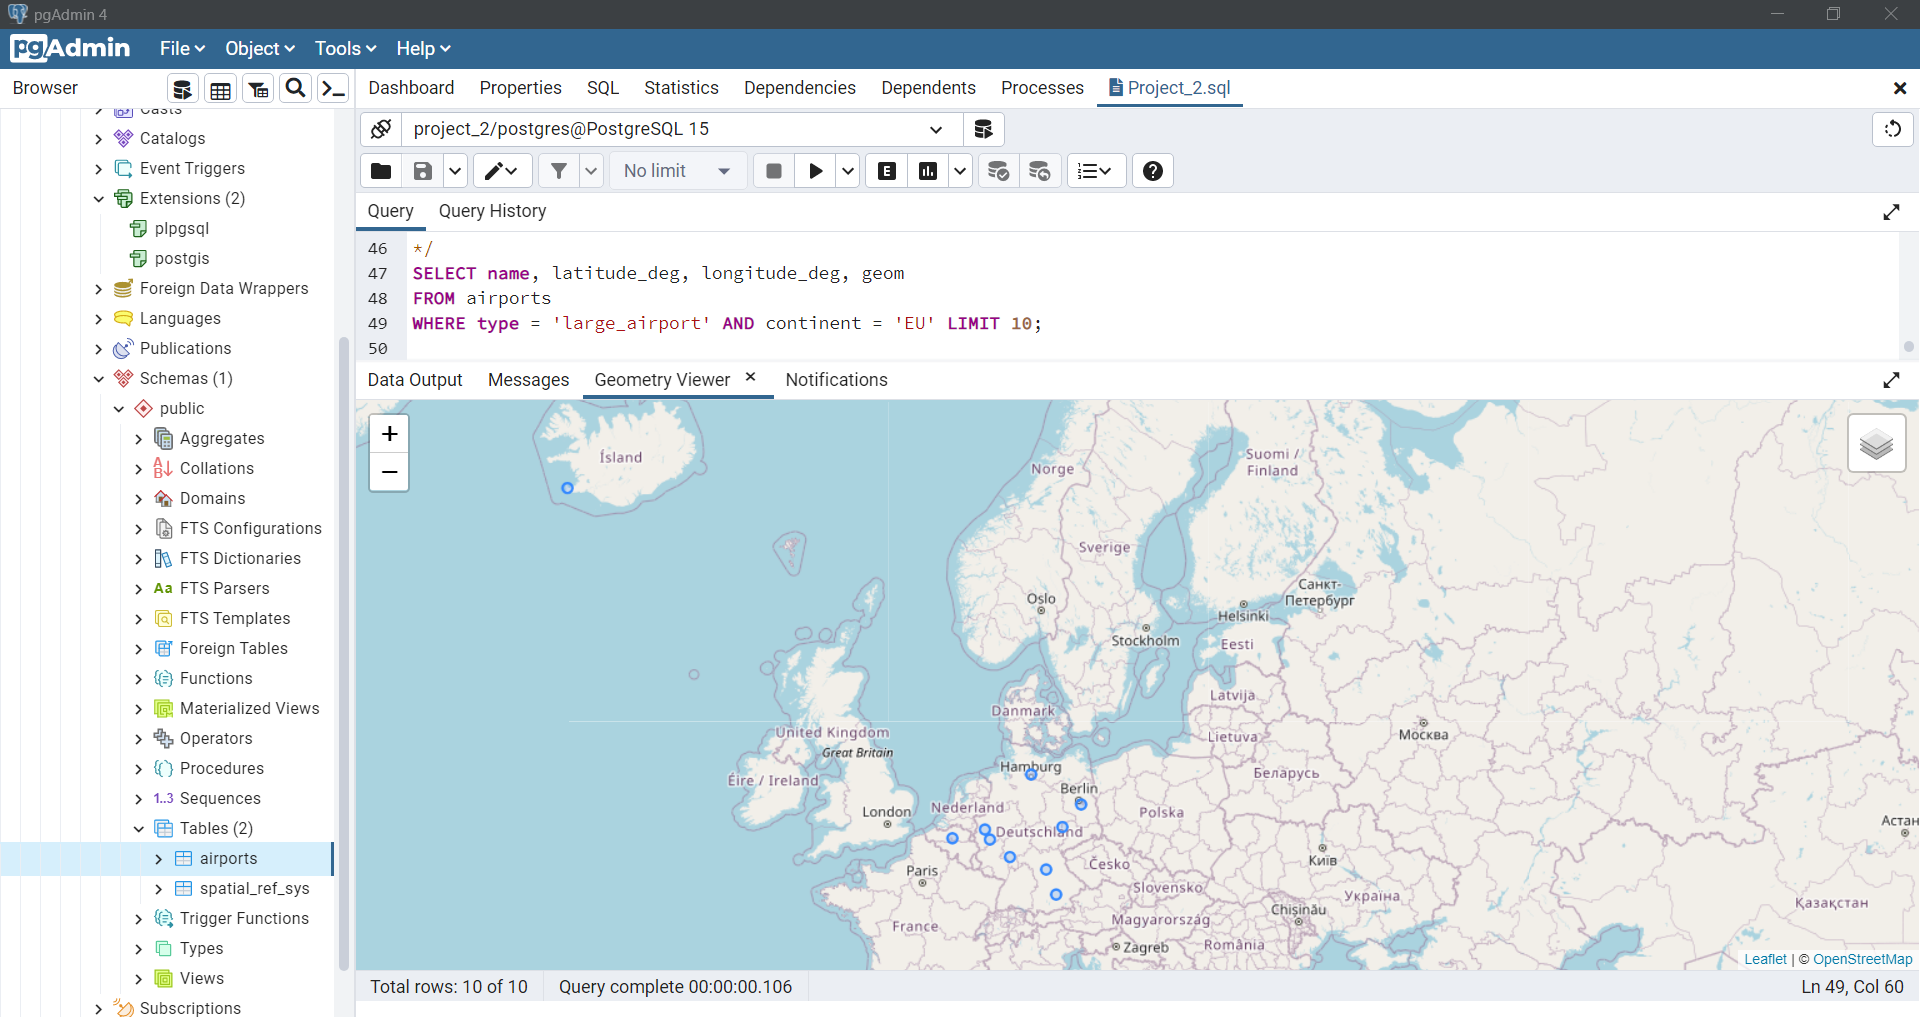 pgAdmin 4
pgAdmin File Object Tools Help
Browser
Dashboard Properties SQL Statistics Dependencies Dependents Processes Project_2.sql
project_2/postgres@PostgreSQL 15
No limit
Query Query History
46 */
47 SELECT name, latitude_deg, longitude_deg, geom
48 FROM airports
49 WHERE type = 'large_airport' AND continent = 'EU' LIMIT 10;
50
Data Output Messages Geometry Viewer Notifications
Casts
Catalogs
Event Triggers
Extensions (2)
plpgsql
postgis
Foreign Data Wrappers
Languages
Publications
Schemas (1)
public
Aggregates
Collations
Domains
FTS Configurations
FTS Dictionaries
Aa FTS Parsers
FTS Templates
Foreign Tables
Functions
Materialized Views
Operators
Procedures
1..3 Sequences
Tables (2)
airports
spatial_ref_sys
Trigger Functions
Types
Views
Subscriptions
+
−
Ísland
Norge
Suomi /
Finland
Sverige
Санкт-
Петербург
Oslo
Helsinki
Stockholm
Eesti
Latvija
Danmark
United Kingdom
Great Britain
Lietuva
Москва
Éire / Ireland
Hamburg
Беларусь
Berlin
London
Nederland
Polska
Deutschland
Астан
Paris
Česko
Київ
Slovensko
Україна
Chișinău
Казақстан
France
Magyarország
Zagreb
România
Leaflet | © OpenStreetMap
Total rows: 10 of 10 Query complete 00:00:00.106 Ln 49, Col 60